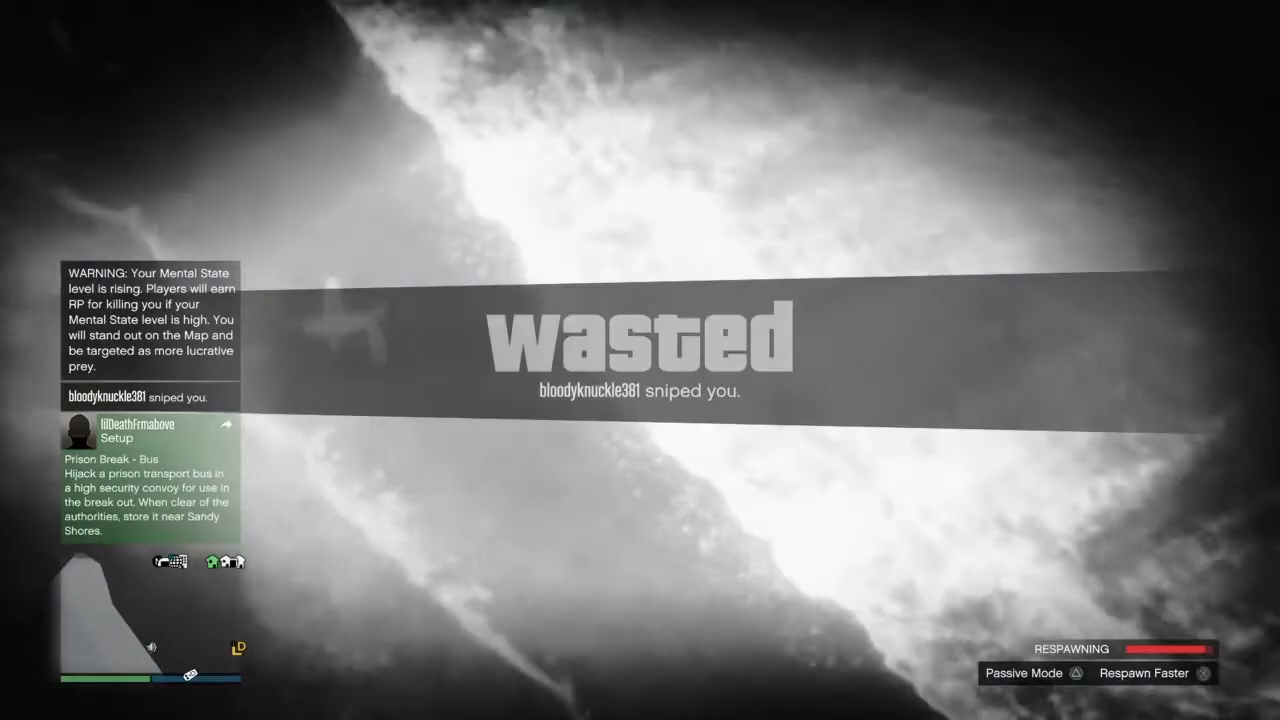 WARNING: Your Mental State
level is rising. Players will earn
RP for killing you if your
Mental State level is high. You
will stand out on the Map and
be targeted as more lucrative
prey.
bloodyknuckle381 sniped you.
lilDeathFrmabove
Setup
Prison Break - Bus
Hijack a prison transport bus in
a high security convoy for use in
the break out. When clear of the
authorities, store it near Sandy
Shores.
wasted
bloodyknuckle381 sniped you.
RESPAWNING
Passive Mode
Respawn Faster